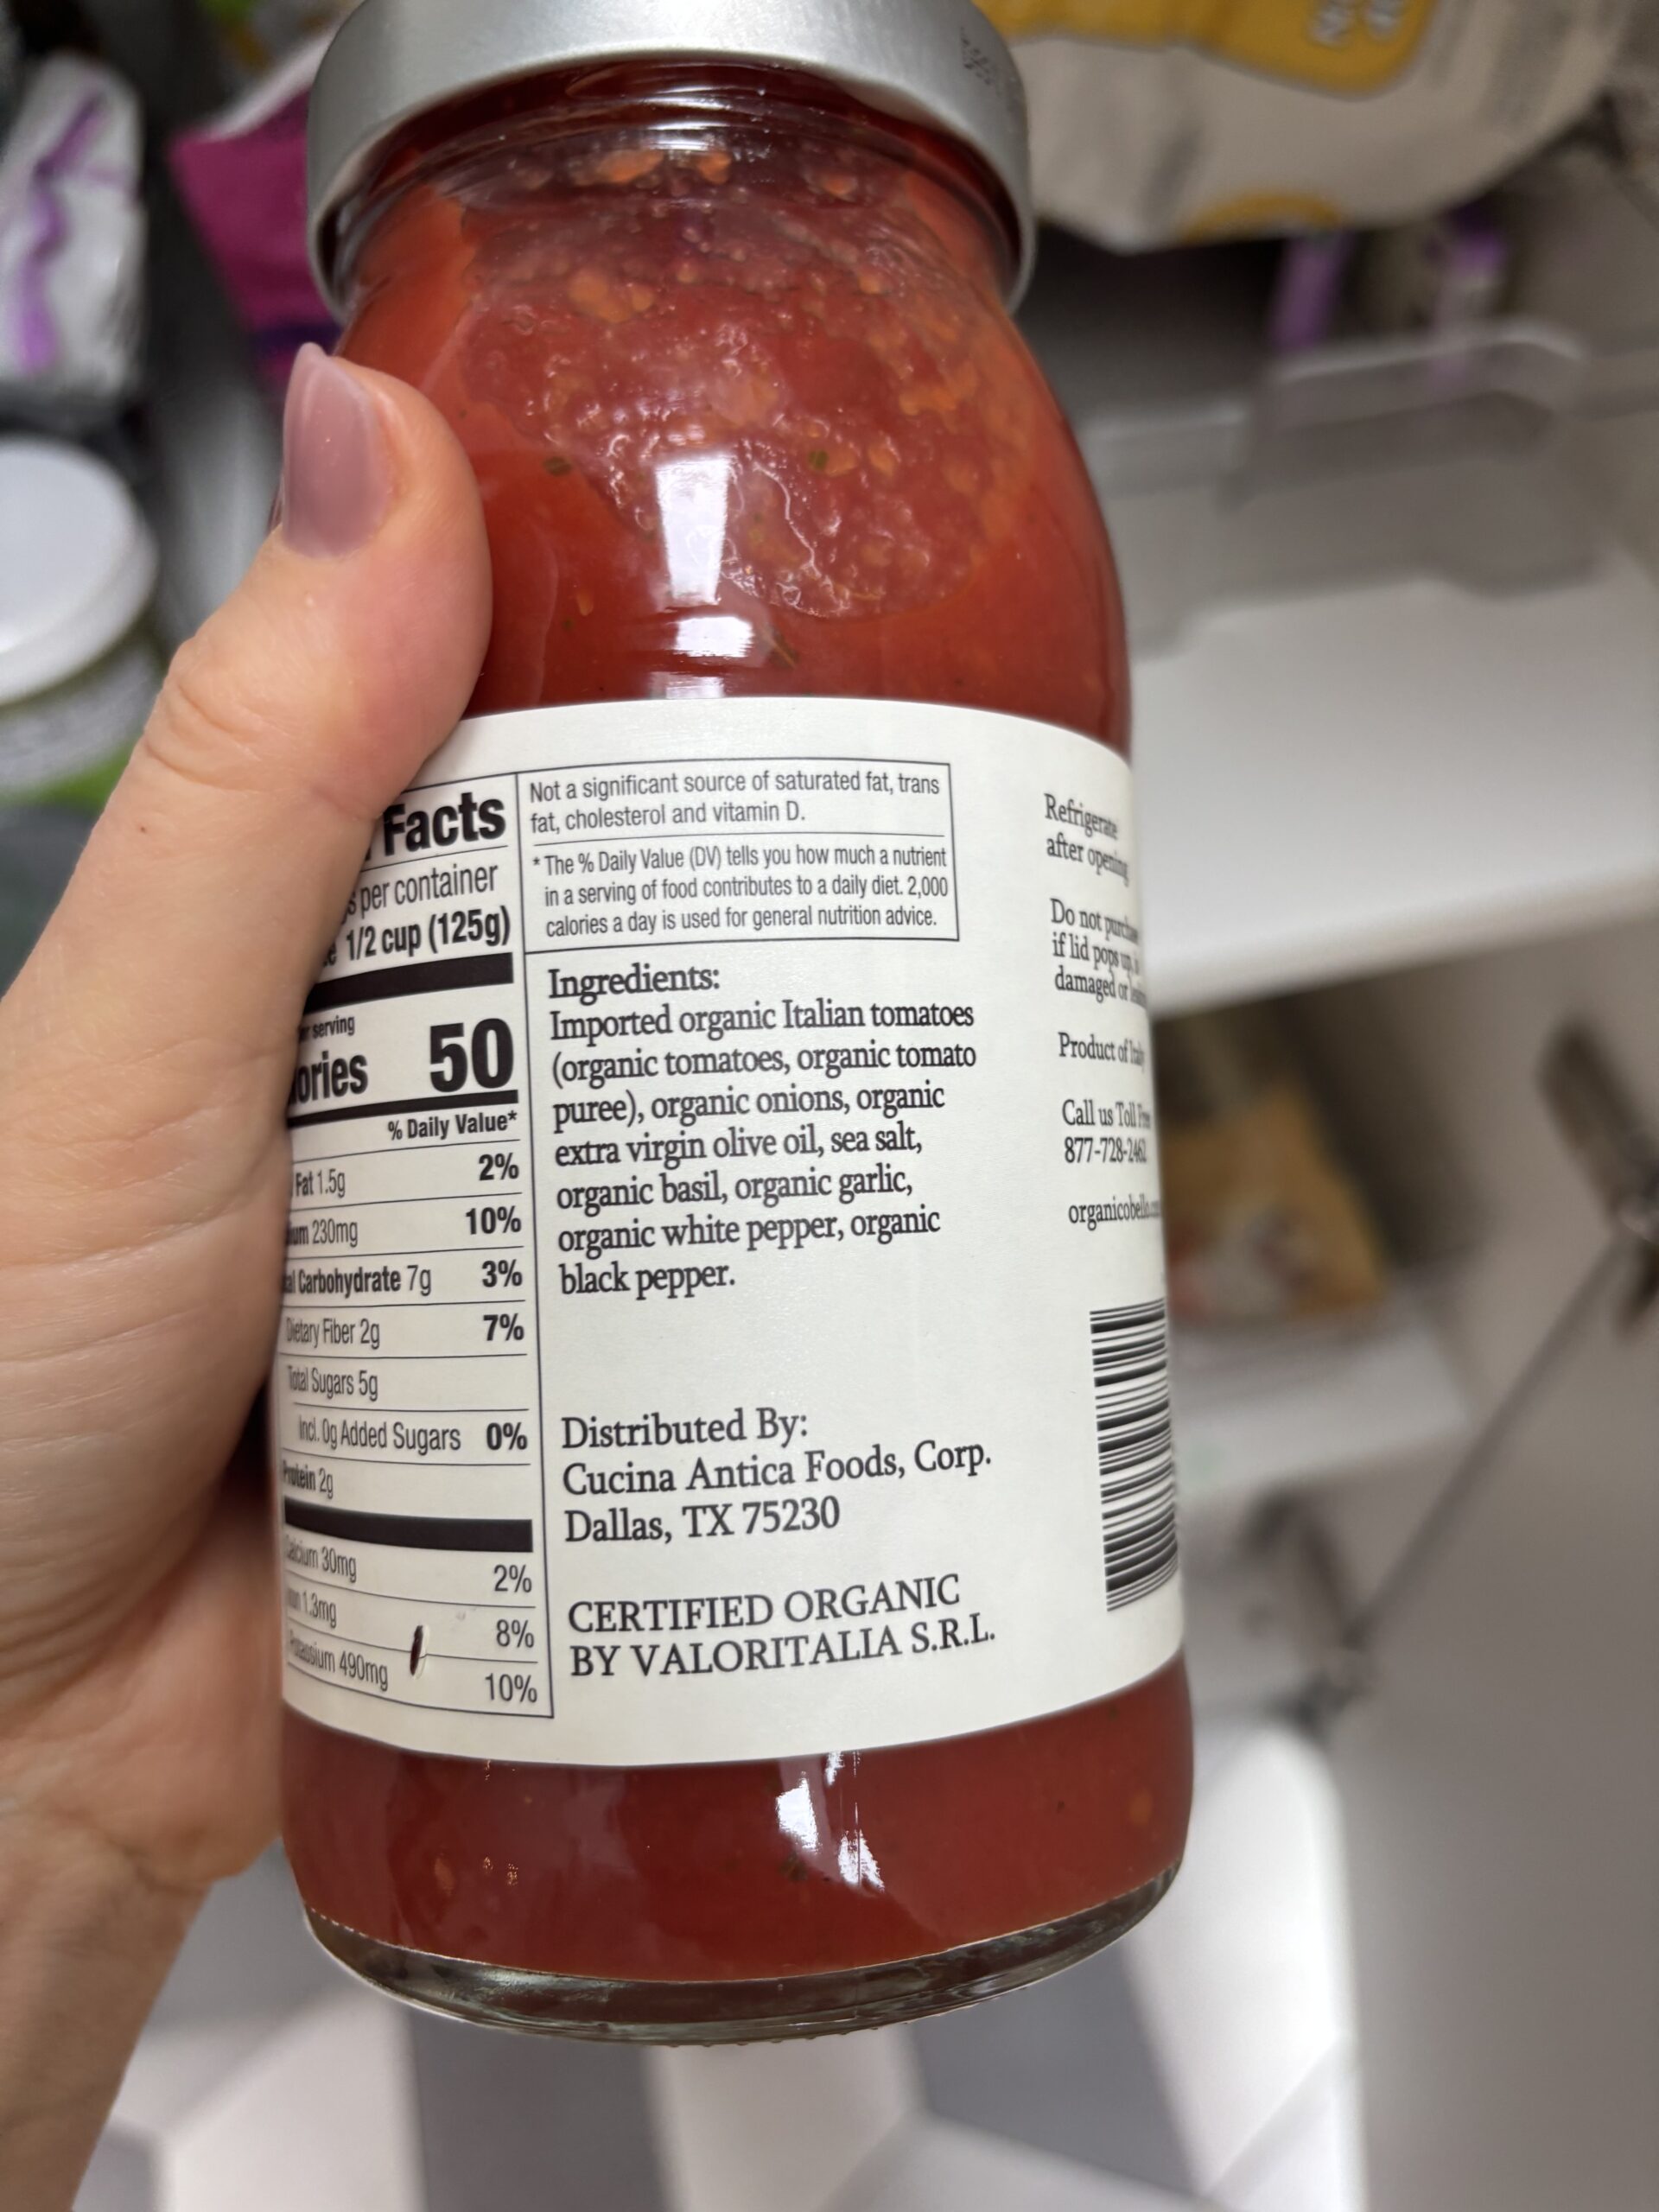 Facts
per container
1/2 cup (125g)
serving
50
% Daily Value*
Fat 1.5g 2%
230mg 10%
Carbohydrate 7g 3%
Dietary Fiber 2g 7%
Total Sugars 5g
Incl. 0g Added Sugars 0%
Protein 2g
Calcium 30mg 2%
1.3mg 8%
Potassium 490mg 10%
Not a significant source of saturated fat, trans
fat, cholesterol and vitamin D.
* The % Daily Value (DV) tells you how much a nutrient
in a serving of food contributes to a daily diet. 2,000
calories a day is used for general nutrition advice.
Ingredients:
Imported organic Italian tomatoes
(organic tomatoes, organic tomato
puree), organic onions, organic
extra virgin olive oil, sea salt,
organic basil, organic garlic,
organic white pepper, organic
black pepper.
Distributed By:
Cucina Antica Foods, Corp.
Dallas, TX 75230
CERTIFIED ORGANIC
BY VALORITALIA S.R.L.
Refrigerate
after opening
Do not purchase
if lid pops up,
damaged or
Product of Italy
Call us Toll Free
877-728-2462